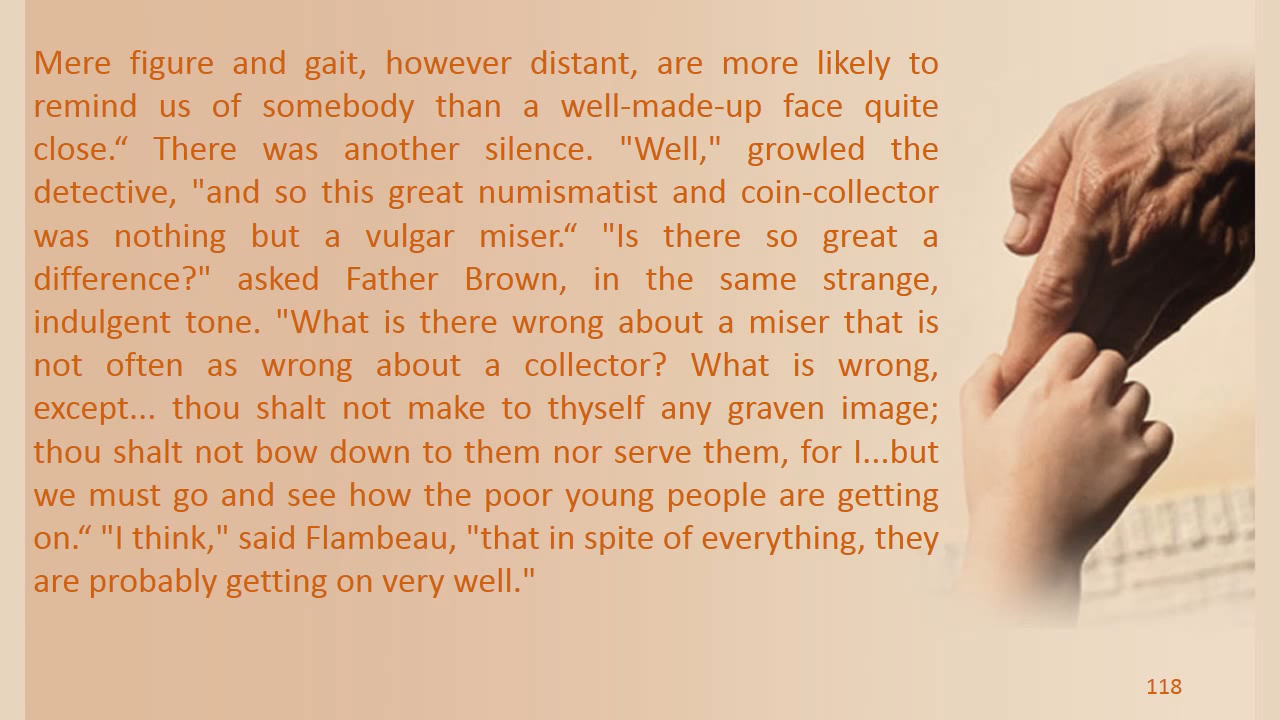 Mere figure and gait, however distant, are more likely to
remind us of somebody than a well-made-up face quite
close.“ There was another silence. "Well," growled the
detective, "and so this great numismatist and coin-collector
was nothing but a vulgar miser.“ "Is there so great a
difference?" asked Father Brown, in the same strange,
indulgent tone. "What is there wrong about a miser that is
not often as wrong about a collector? What is wrong,
except... thou shalt not make to thyself any graven image;
thou shalt not bow down to them nor serve them, for I...but
we must go and see how the poor young people are getting
on.“ "I think," said Flambeau, "that in spite of everything, they
are probably getting on very well."
118